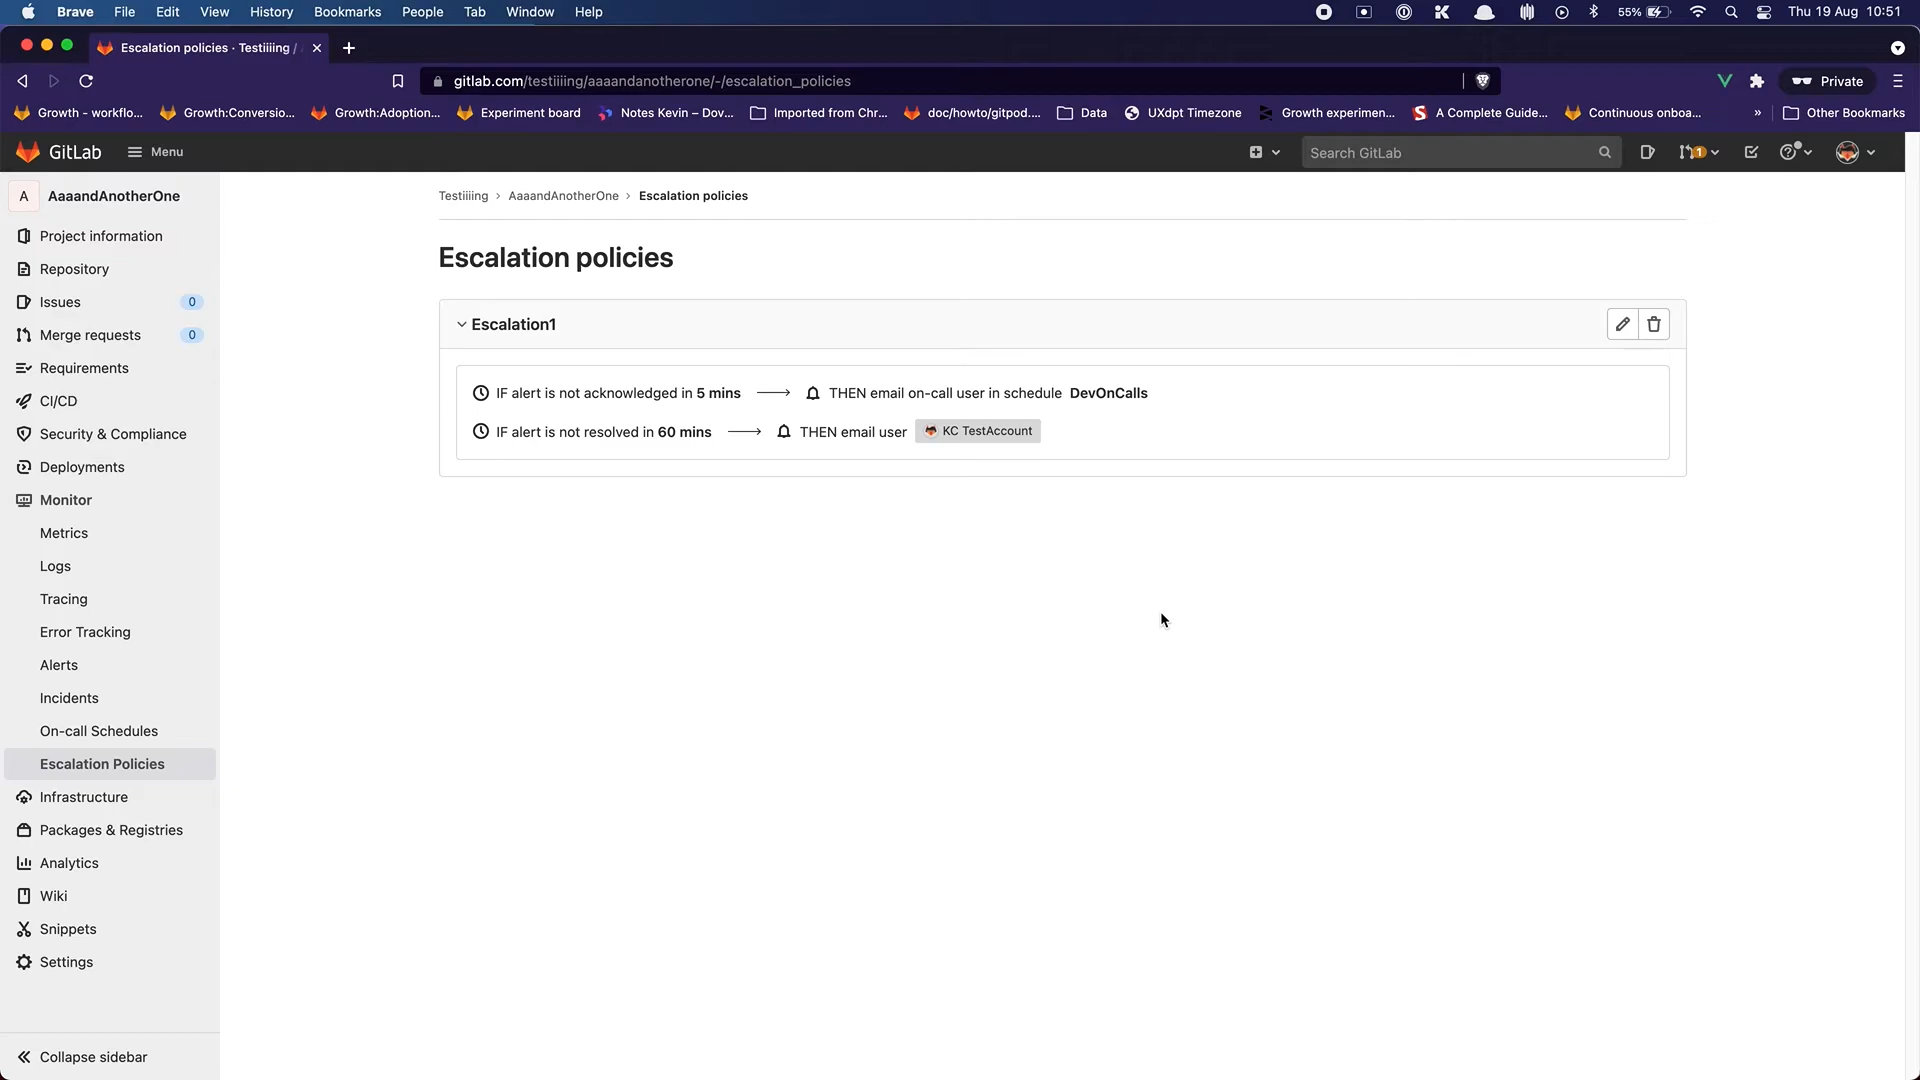 Brave File Edit View History Bookmarks People Tab Window Help 55% Thu 19 Aug 10:51
Escalation policies · Testiiiing /
gitlab.com/testiiiing/aaaandanotherone/-/escalation_policies Private
Growth - workflo... Growth:Conversio... Growth:Adoption... Experiment board Notes Kevin – Dov... Imported from Chr... doc/howto/gitpod.... Data UXdpt Timezone Growth experimen... A Complete Guide... Continuous onboa... » Other Bookmarks
GitLab Menu Search GitLab 1
A AaaandAnotherOne
Project information
Repository
Issues 0
Merge requests 0
Requirements
CI/CD
Security & Compliance
Deployments
Monitor
Metrics
Logs
Tracing
Error Tracking
Alerts
Incidents
On-call Schedules
Escalation Policies
Infrastructure
Packages & Registries
Analytics
Wiki
Snippets
Settings
Collapse sidebar
Testiiiing > AaaandAnotherOne > Escalation policies
Escalation policies
Escalation1
IF alert is not acknowledged in 5 mins THEN email on-call user in schedule DevOnCalls
IF alert is not resolved in 60 mins THEN email user KC TestAccount